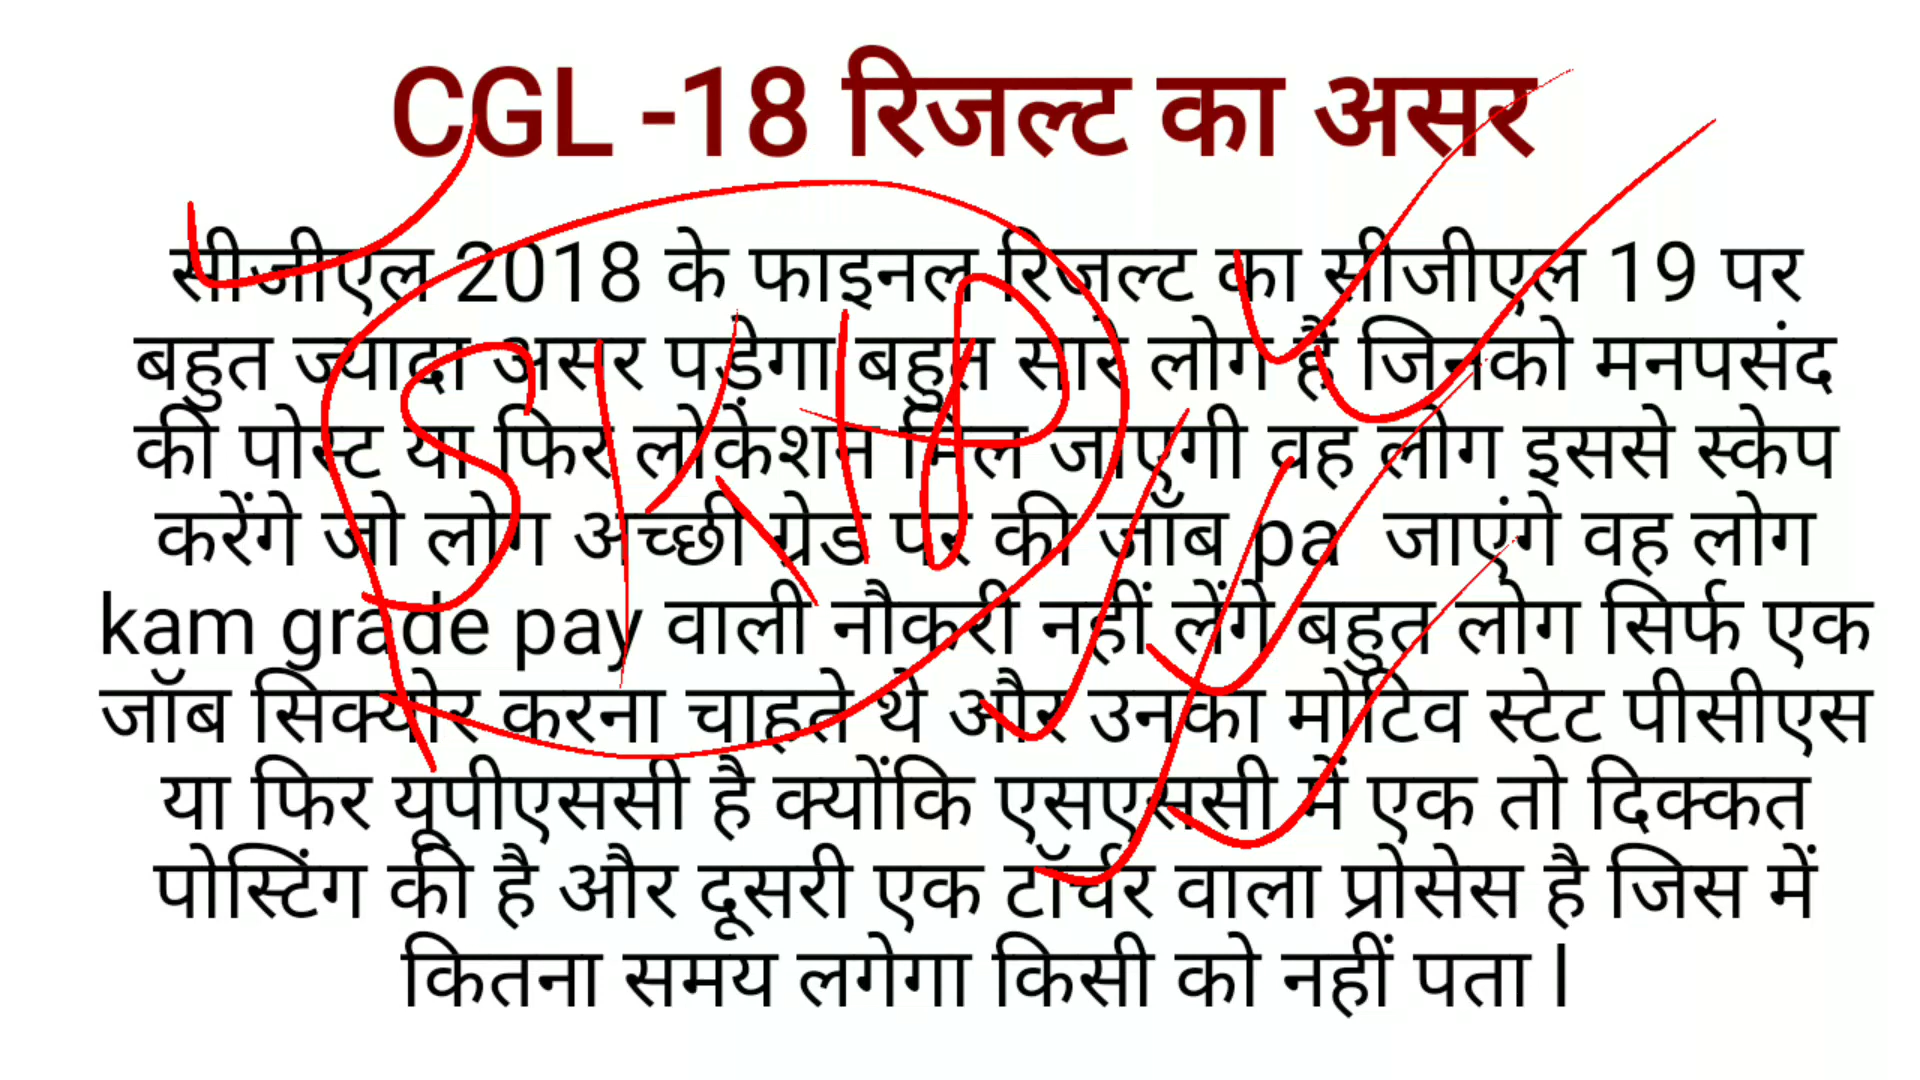 CGL -18 रिजल्ट का असर
सीजीएल 2018 के फाइनल रिजल्ट का सीजीएल 19 पर
बहुत ज्यादा असर पड़ेगा बहुत सारे लोग हैं जिनको मनपसंद
की पोस्ट या फिर लोकेशन मिल जाएगी वह लोग इससे स्केप
करेंगे जो लोग अच्छी ग्रेड पर की जॉब pa जाएंगे वह लोग
kam grade pay वाली नौकरी नहीं लेंगे बहुत लोग सिर्फ एक
जॉब सिक्योर करना चाहते थे और उनका मोटिव स्टेट पीसीएस
या फिर यूपीएससी है क्योंकि एसएससी में एक तो दिक्कत
पोस्टिंग की है और दूसरी एक टॉर्चर वाला प्रोसेस है जिस में
कितना समय लगेगा किसी को नहीं पता l
SKIP